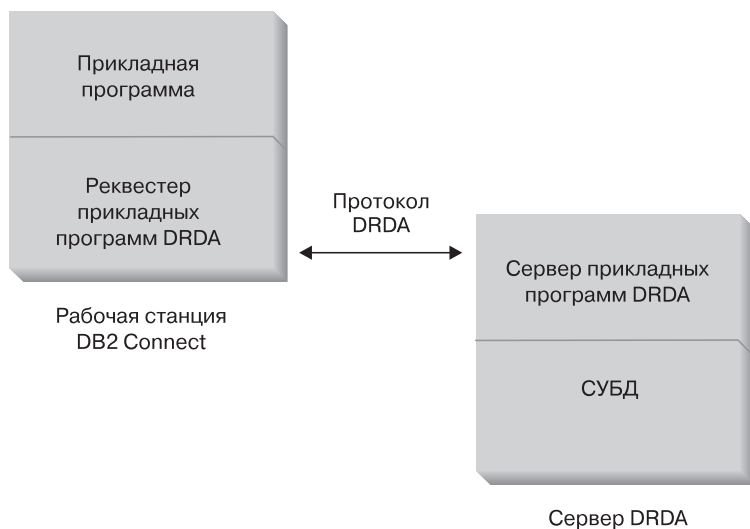 Прикладная
программа
Реквестер
прикладных
программ DRDA
Рабочая станция
DB2 Connect
Протокол
DRDA
Сервер прикладных
программ DRDA
СУБД
Сервер DRDA